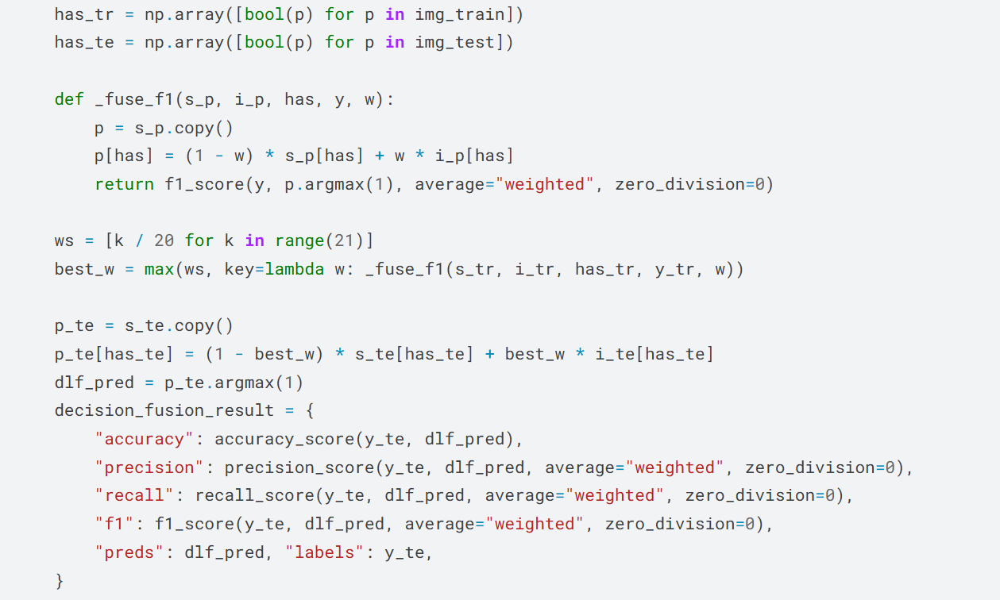 has_tr = np.array([bool(p) for p in img_train])
has_te = np.array([bool(p) for p in img_test])
def _fuse_f1(s_p, i_p, has, y, w):
    p = s_p.copy()
    p[has] = (1 - w) * s_p[has] + w * i_p[has]
    return f1_score(y, p.argmax(1), average="weighted", zero_division=0)
ws = [k / 20 for k in range(21)]
best_w = max(ws, key=lambda w: _fuse_f1(s_tr, i_tr, has_tr, y_tr, w))
p_te = s_te.copy()
p_te[has_te] = (1 - best_w) * s_te[has_te] + best_w * i_te[has_te]
dlf_pred = p_te.argmax(1)
decision_fusion_result = {
    "accuracy": accuracy_score(y_te, dlf_pred),
    "precision": precision_score(y_te, dlf_pred, average="weighted", zero_division=0),
    "recall": recall_score(y_te, dlf_pred, average="weighted", zero_division=0),
    "f1": f1_score(y_te, dlf_pred, average="weighted", zero_division=0),
    "preds": dlf_pred, "labels": y_te,
}